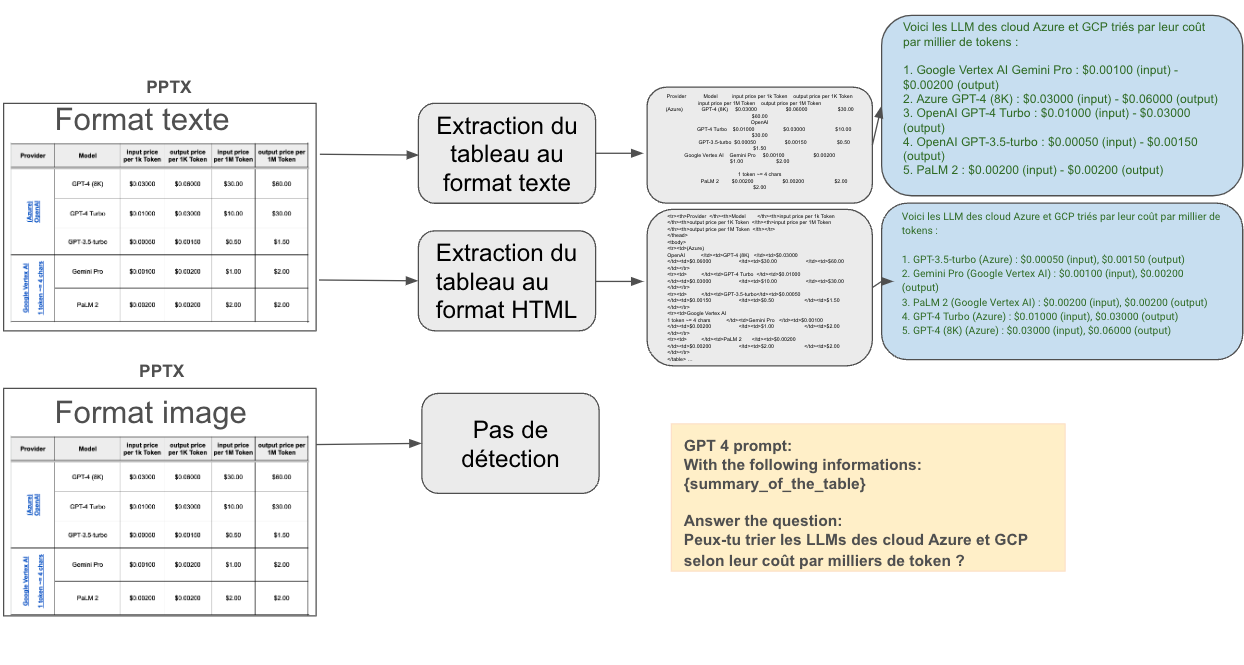 PPTX
Format texte
Provider Model input price per 1k Token output price per 1K Token input price per 1M Token output price per 1M Token
(Azure) OpenAI
GPT-4 (8K) $0.03000 $0.06000 $30.00 $60.00
GPT-4 Turbo $0.01000 $0.03000 $10.00 $30.00
GPT-3.5-turbo $0.00050 $0.00150 $0.50 $1.50
Google Vertex AI 1 token ~= 4 chars
Gemini Pro $0.00100 $0.00200 $1.00 $2.00
PaLM 2 $0.00200 $0.00200 $2.00 $2.00
Extraction du
tableau au
format texte
Provider Model input price per 1k Token output price per 1K Token
input price per 1M Token output price per 1M Token
(Azure) GPT-4 (8K) $0.03000 $0.06000 $30.00
$60.00
OpenAI
GPT-4 Turbo $0.01000 $0.03000 $10.00
$30.00
GPT-3.5-turbo $0.00050 $0.00150 $0.50
$1.50
Google Vertex AI Gemini Pro $0.00100 $0.00200
$1.00 $2.00
1 token ~= 4 chars
PaLM 2 $0.00200 $0.00200 $2.00
$2.00
Voici les LLM des cloud Azure et GCP triés par leur coût
par millier de tokens :
1. Google Vertex AI Gemini Pro : $0.00100 (input) -
$0.00200 (output)
2. Azure GPT-4 (8K) : $0.03000 (input) - $0.06000 (output)
3. OpenAI GPT-4 Turbo : $0.01000 (input) - $0.03000
(output)
4. OpenAI GPT-3.5-turbo : $0.00050 (input) - $0.00150
(output)
5. PaLM 2 : $0.00200 (input) - $0.00200 (output)
Extraction du
tableau au
format HTML
<tr><th>Provider </th><th>Model </th><th>input price per 1k Token
</th><th>output price per 1K Token </th><th>input price per 1M Token
</th><th>output price per 1M Token </th></tr>
</thead>
<tbody>
<tr><td>(Azure)
OpenAI </td><td>GPT-4 (8K) </td><td>$0.03000
</td><td>$0.06000 </td><td>$30.00 </td><td>$60.00
</td></tr>
<tr><td> </td><td>GPT-4 Turbo </td><td>$0.01000
</td><td>$0.03000 </td><td>$10.00 </td><td>$30.00
</td></tr>
<tr><td> </td><td>GPT-3.5-turbo</td><td>$0.00050
</td><td>$0.00150 </td><td>$0.50 </td><td>$1.50
</td></tr>
<tr><td>Google Vertex AI
1 token ~= 4 chars </td><td>Gemini Pro </td><td>$0.00100
</td><td>$0.00200 </td><td>$1.00 </td><td>$2.00
</td></tr>
<tr><td> </td><td>PaLM 2 </td><td>$0.00200
</td><td>$0.00200 </td><td>$2.00 </td><td>$2.00
</td></tr>
</table> ...
Voici les LLM des cloud Azure et GCP triés par leur coût par millier de
tokens :
1. GPT-3.5-turbo (Azure) : $0.00050 (input), $0.00150 (output)
2. Gemini Pro (Google Vertex AI) : $0.00100 (input), $0.00200
(output)
3. PaLM 2 (Google Vertex AI) : $0.00200 (input), $0.00200 (output)
4. GPT-4 Turbo (Azure) : $0.01000 (input), $0.03000 (output)
5. GPT-4 (8K) (Azure) : $0.03000 (input), $0.06000 (output)
PPTX
Format image
Provider Model input price per 1k Token output price per 1K Token input price per 1M Token output price per 1M Token
(Azure) OpenAI
GPT-4 (8K) $0.03000 $0.06000 $30.00 $60.00
GPT-4 Turbo $0.01000 $0.03000 $10.00 $30.00
GPT-3.5-turbo $0.00050 $0.00150 $0.50 $1.50
Google Vertex AI 1 token ~= 4 chars
Gemini Pro $0.00100 $0.00200 $1.00 $2.00
PaLM 2 $0.00200 $0.00200 $2.00 $2.00
Pas de
détection
GPT 4 prompt:
With the following informations:
{summary_of_the_table}
Answer the question:
Peux-tu trier les LLMs des cloud Azure et GCP
selon leur coût par milliers de token ?